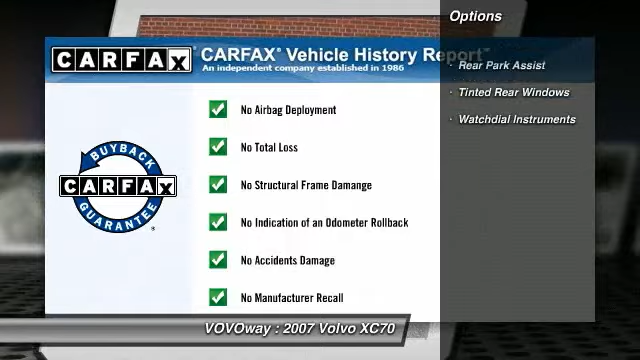 Options
CARFAX
CARFAX® Vehicle History Report™
An independent company established in 1986
· Rear Park Assist
· Tinted Rear Windows
· Watchdial Instruments
No Airbag Deployment
No Total Loss
No Structural Frame Damange
No Indication of an Odometer Rollback
No Accidents Damage
No Manufacturer Recall
BUYBACK
CARFAX
GUARANTEE®
VOVOway : 2007 Volvo XC70